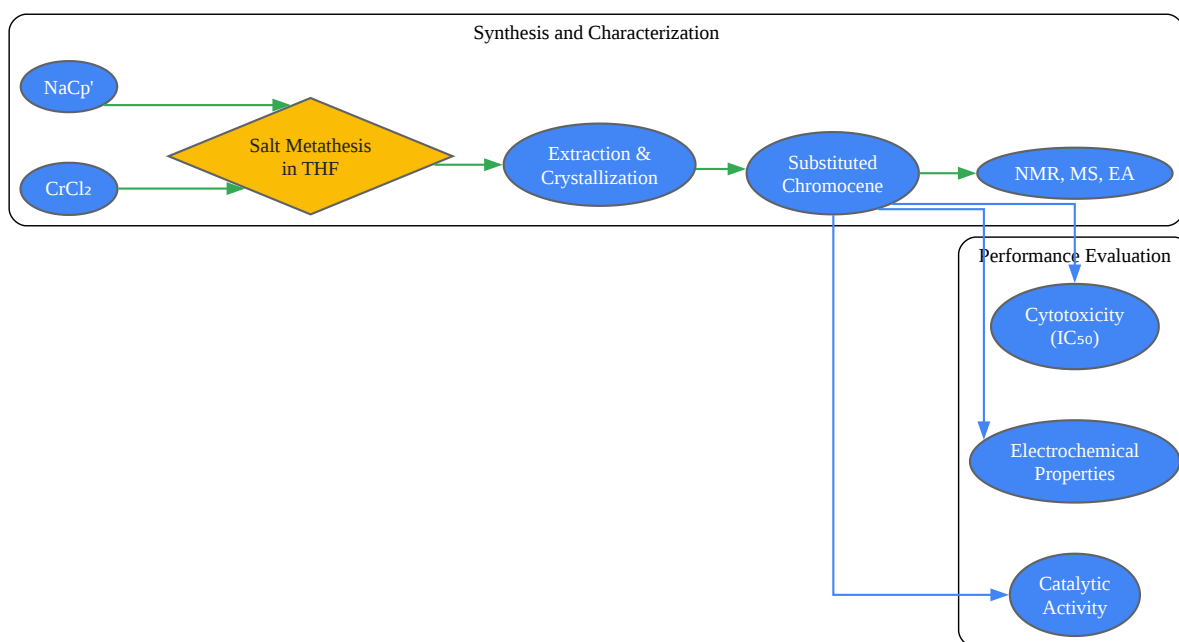 Synthesis and Characterization
NaCp'
CrCl₂
Salt Metathesis
in THF
Extraction &
Crystallization
Substituted
Chromocene
NMR, MS, EA
Performance Evaluation
Cytotoxicity
(IC₅₀)
Electrochemical
Properties
Catalytic
Activity